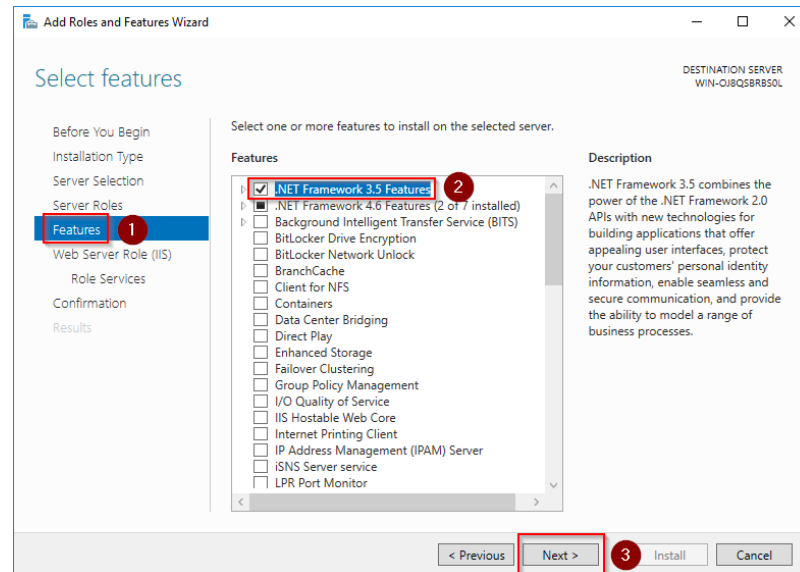 Add Roles and Features Wizard
Select features
DESTINATION SERVER
WIN-OJ8QSBRBS0L
Before You Begin
Installation Type
Server Selection
Server Roles
Features
1
Web Server Role (IIS)
Role Services
Confirmation
Results
Select one or more features to install on the selected server.
Features
.NET Framework 3.5 Features
2
.NET Framework 4.6 Features (2 of 7 installed)
Background Intelligent Transfer Service (BITS)
BitLocker Drive Encryption
BitLocker Network Unlock
BranchCache
Client for NFS
Containers
Data Center Bridging
Direct Play
Enhanced Storage
Failover Clustering
Group Policy Management
I/O Quality of Service
IIS Hostable Web Core
Internet Printing Client
IP Address Management (IPAM) Server
iSNS Server service
LPR Port Monitor
Description
.NET Framework 3.5 combines the
power of the .NET Framework 2.0
APIs with new technologies for
building applications that offer
appealing user interfaces, protect
your customers' personal identity
information, enable seamless and
secure communication, and provide
the ability to model a range of
business processes.
< Previous
Next >
3
Install
Cancel